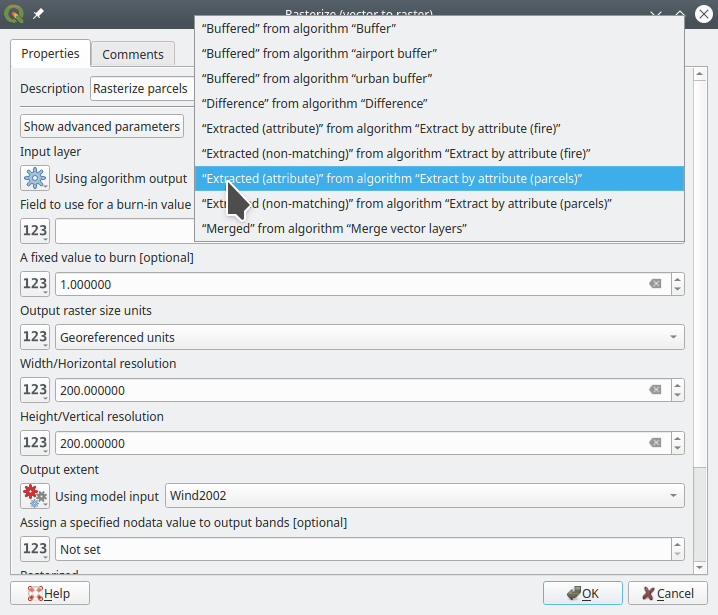 Rasterize (vector to raster)
Properties
Comments
"Buffered" from algorithm "Buffer"
"Buffered" from algorithm "airport buffer"
"Buffered" from algorithm "urban buffer"
"Difference" from algorithm "Difference"
"Extracted (attribute)" from algorithm "Extract by attribute (fire)"
"Extracted (non-matching)" from algorithm "Extract by attribute (fire)"
"Extracted (attribute)" from algorithm "Extract by attribute (parcels)"
(non-matching)" from algorithm "Extract by attribute (parcels)"
"Merged" from algorithm "Merge vector layers"
Description Rasterize parcels
Show advanced parameters
Input layer
Using algorithm output
Field to use for a burn-in value
123
A fixed value to burn [optional]
123 1.000000
Output raster size units
123 Georeferenced units
Width/Horizontal resolution
123 200.000000
Height/Vertical resolution
123 200.000000
Output extent
Using model input Wind2002
Assign a specified nodata value to output bands [optional]
123 Not set
Help
OK
Cancel